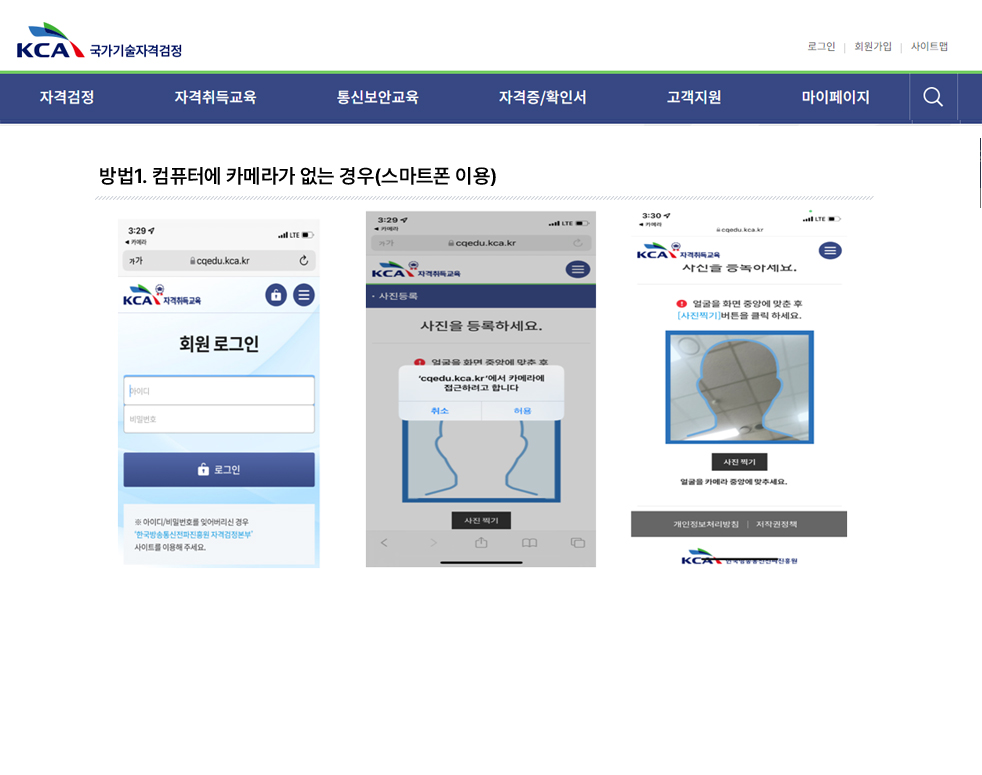 KCA 국가기술자격검정
로그인 | 회원가입 | 사이트맵
자격검정 자격취득교육 통신보안교육 자격증/확인서 고객지원 마이페이지
방법1. 컴퓨터에 카메라가 없는 경우(스마트폰 이용)
3:29 LTE
◀ 카메라
가가 cqedu.kca.kr
KCA 자격취득교육
회원 로그인
아이디
비밀번호
로그인
※ 아이디/비밀번호를 잊어버리신 경우
'한국방송통신전파진흥원 자격검정본부'
사이트를 이용해 주세요.
3:29 LTE
◀ 카메라
가가 cqedu.kca.kr
KCA 자격취득교육
· 사진등록
사진을 등록하세요.
얼굴을 화면 중앙에 맞춘 후
'cqedu.kca.kr'에서 카메라에
접근하려고 합니다
취소 허용
사진 찍기
3:30 LTE
◀ 카메라
cqedu.kca.kr
KCA 자격취득교육
사진을 등록하세요.
얼굴을 화면 중앙에 맞춘 후
[사진찍기]버튼을 클릭 하세요.
사진 찍기
얼굴을 카메라 중앙에 맞추세요.
개인정보처리방침 | 저작권정책
KCA 한국방송통신전파진흥원